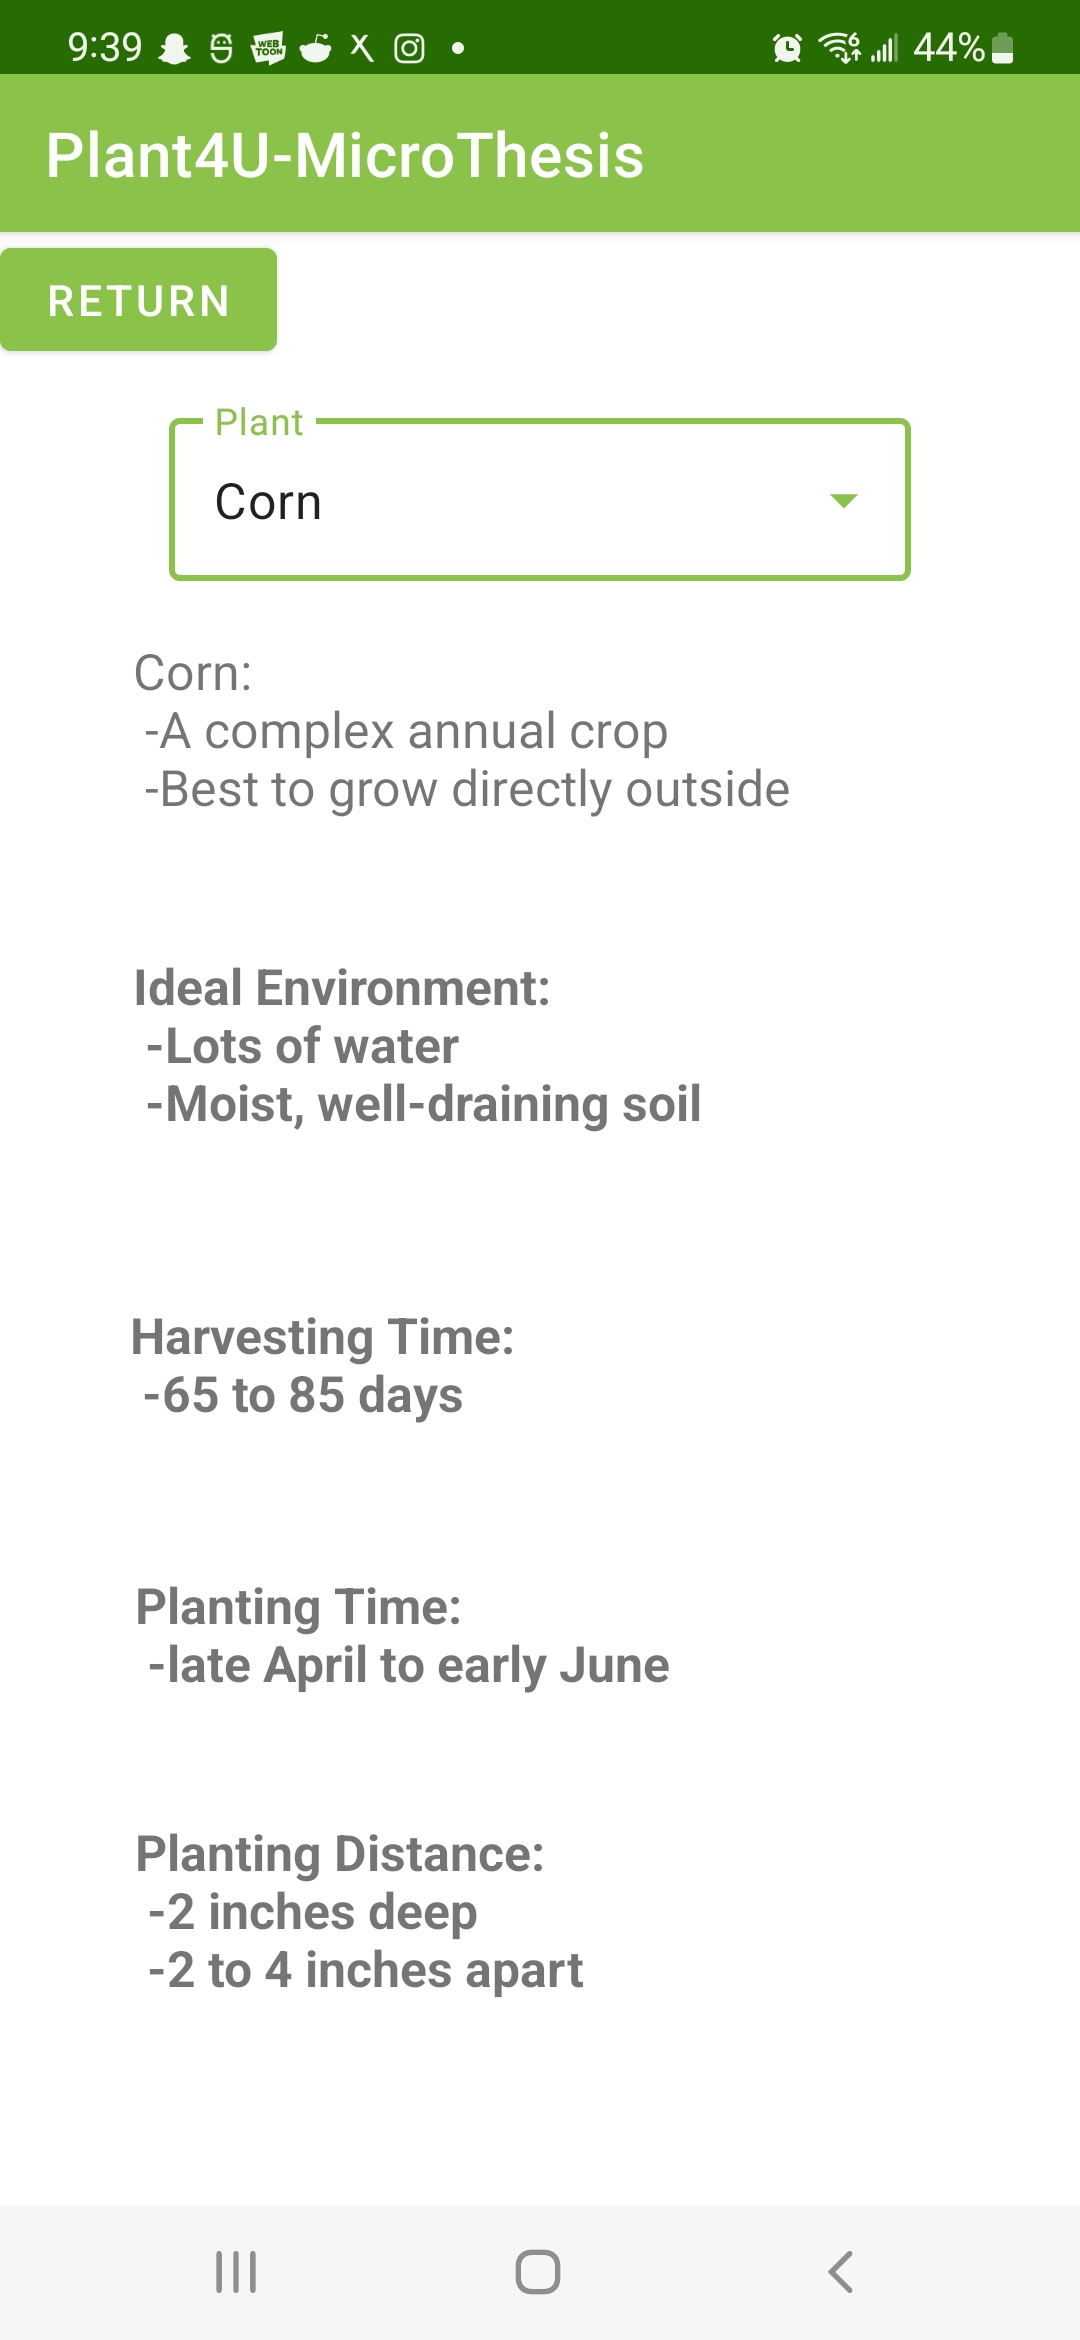 9:39 WEB TOON 6 44%
Plant4U-MicroThesis
RETURN
Plant
Corn
Corn:
-A complex annual crop
-Best to grow directly outside
Ideal Environment:
-Lots of water
-Moist, well-draining soil
Harvesting Time:
-65 to 85 days
Planting Time:
-late April to early June
Planting Distance:
-2 inches deep
-2 to 4 inches apart